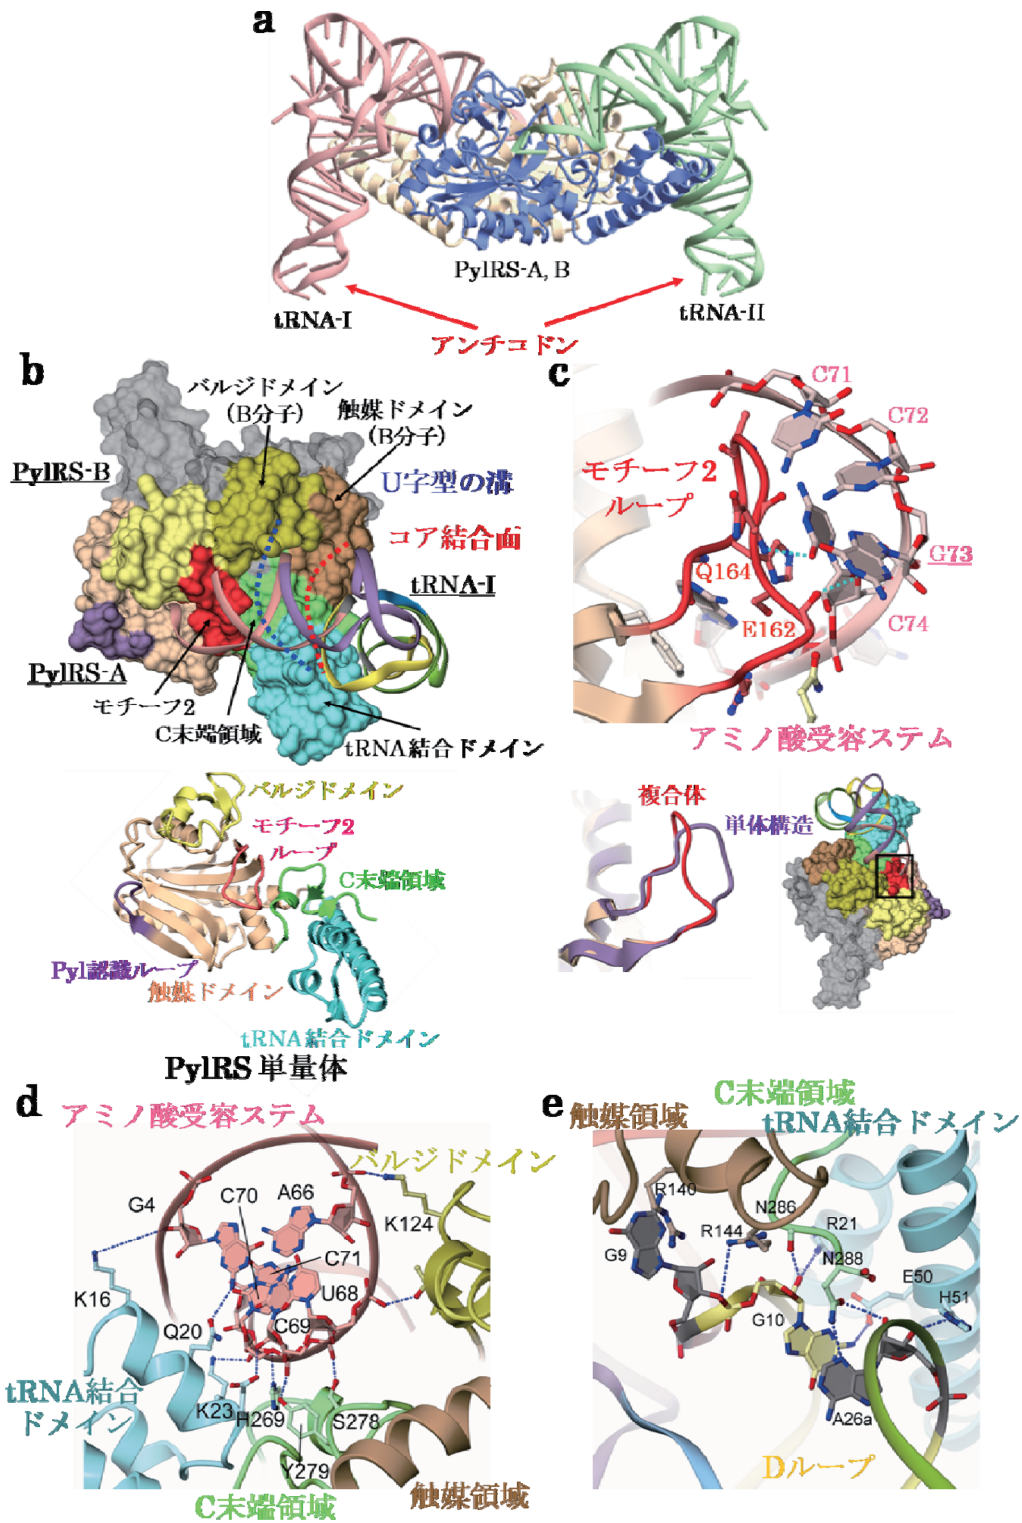 a
PylRS-A, B
tRNA-I
tRNA-II
アンチコドン
b
バルジドメイン
(B分子)
触媒ドメイン
(B分子)
PylRS-B
U字型の溝
コア結合面
tRNA-I
PylRS-A
モチーフ2
C末端領域
tRNA結合ドメイン
バルジドメイン
モチーフ2
ループ
C末端領域
Pyl認識ループ
触媒ドメイン
tRNA結合ドメイン
PylRS 単量体
c
C71
C72
モチーフ2
ループ
G73
Q164
E162
C74
アミノ酸受容ステム
複合体
単体構造
d
アミノ酸受容ステム
バルジドメイン
G4
C70
A66
K124
C71
K16
U68
Q20
C69
tRNA結合
ドメイン
K23
H269
S278
Y279
C末端領域
触媒領域
e
触媒領域
C末端領域
tRNA結合ドメイン
R140
N286
R144
R21
G9
N288
E50
H51
G10
A26a
Dループ